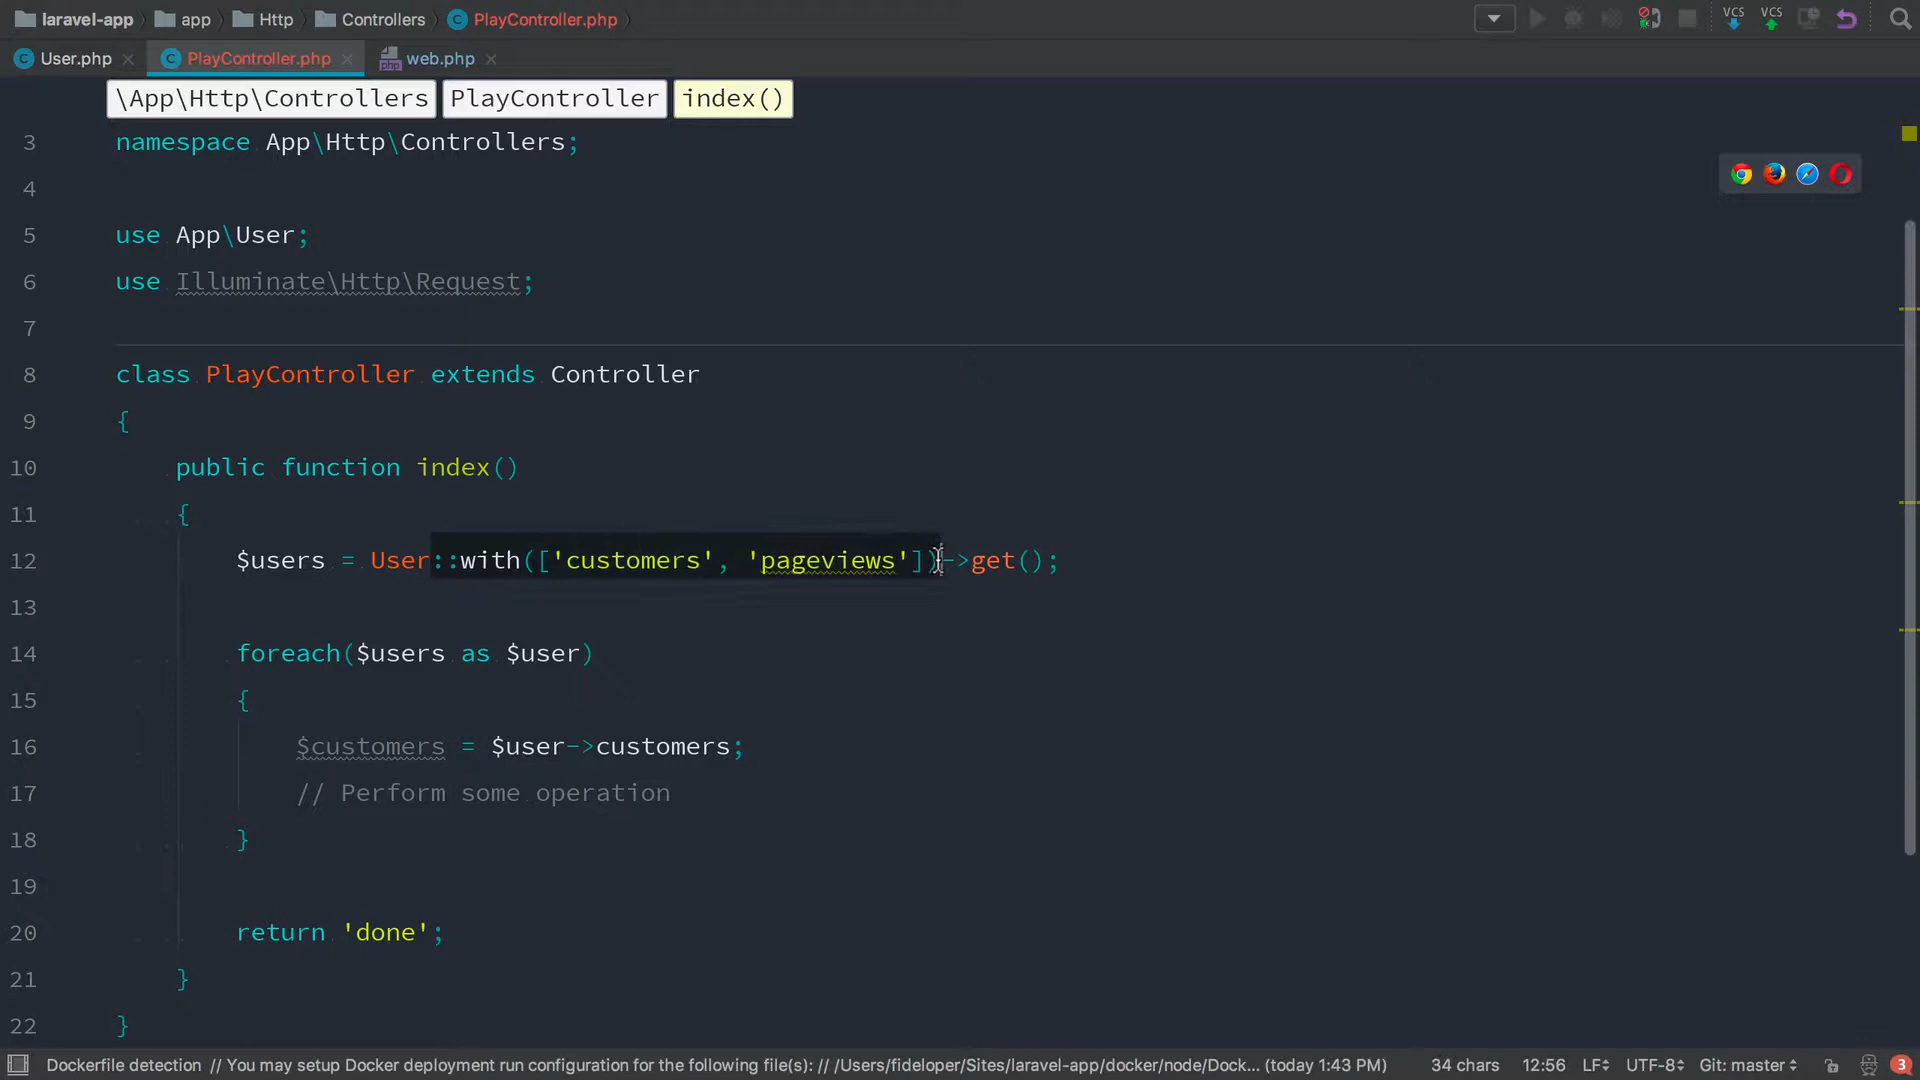 laravel-app app Http Controllers PlayController.php
User.php PlayController.php web.php
\App\Http\Controllers PlayController index()
3 namespace App\Http\Controllers;
4
5 use App\User;
6 use Illuminate\Http\Request;
7
8 class PlayController extends Controller
9 {
10 public function index()
11 {
12 $users = User::with(['customers', 'pageviews'])->get();
13
14 foreach($users as $user)
15 {
16 $customers = $user->customers;
17 // Perform some operation
18 }
19
20 return 'done';
21 }
22 }
Dockerfile detection // You may setup Docker deployment run configuration for the following file(s): // /Users/fideloper/Sites/laravel-app/docker/node/Dock... (today 1:43 PM) 34 chars 12:56 LF UTF-8 Git: master 3
VCS VCS
php